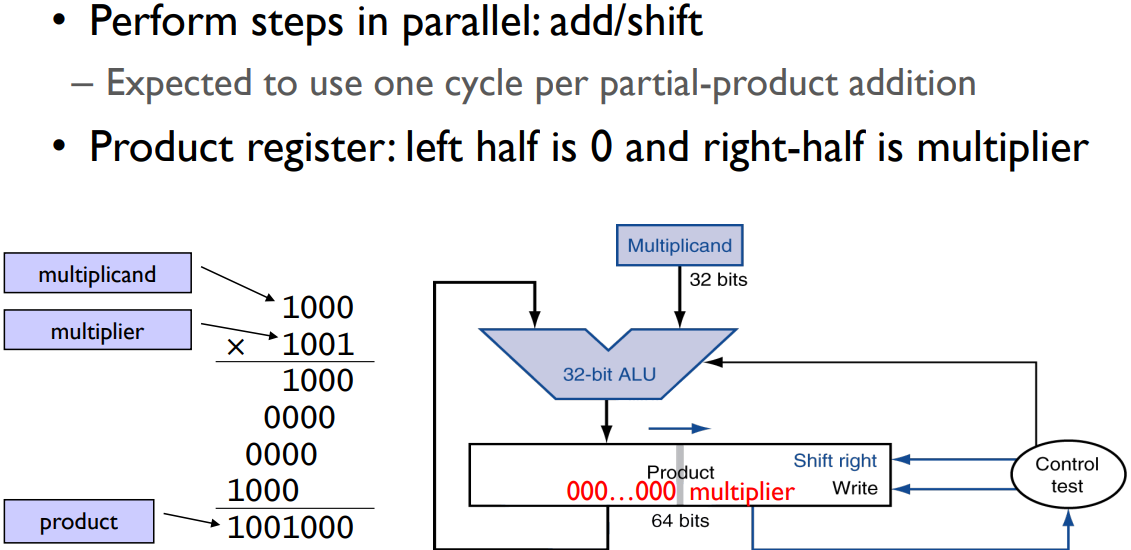 • Perform steps in parallel: add/shift
– Expected to use one cycle per partial-product addition
• Product register: left half is 0 and right-half is multiplier
multiplicand
multiplier
product
1000
× 1001
1000
0000
0000
1000
1001000
Multiplicand
32 bits
32-bit ALU
Product
Shift right
000...000 multiplier
Write
64 bits
Control
test